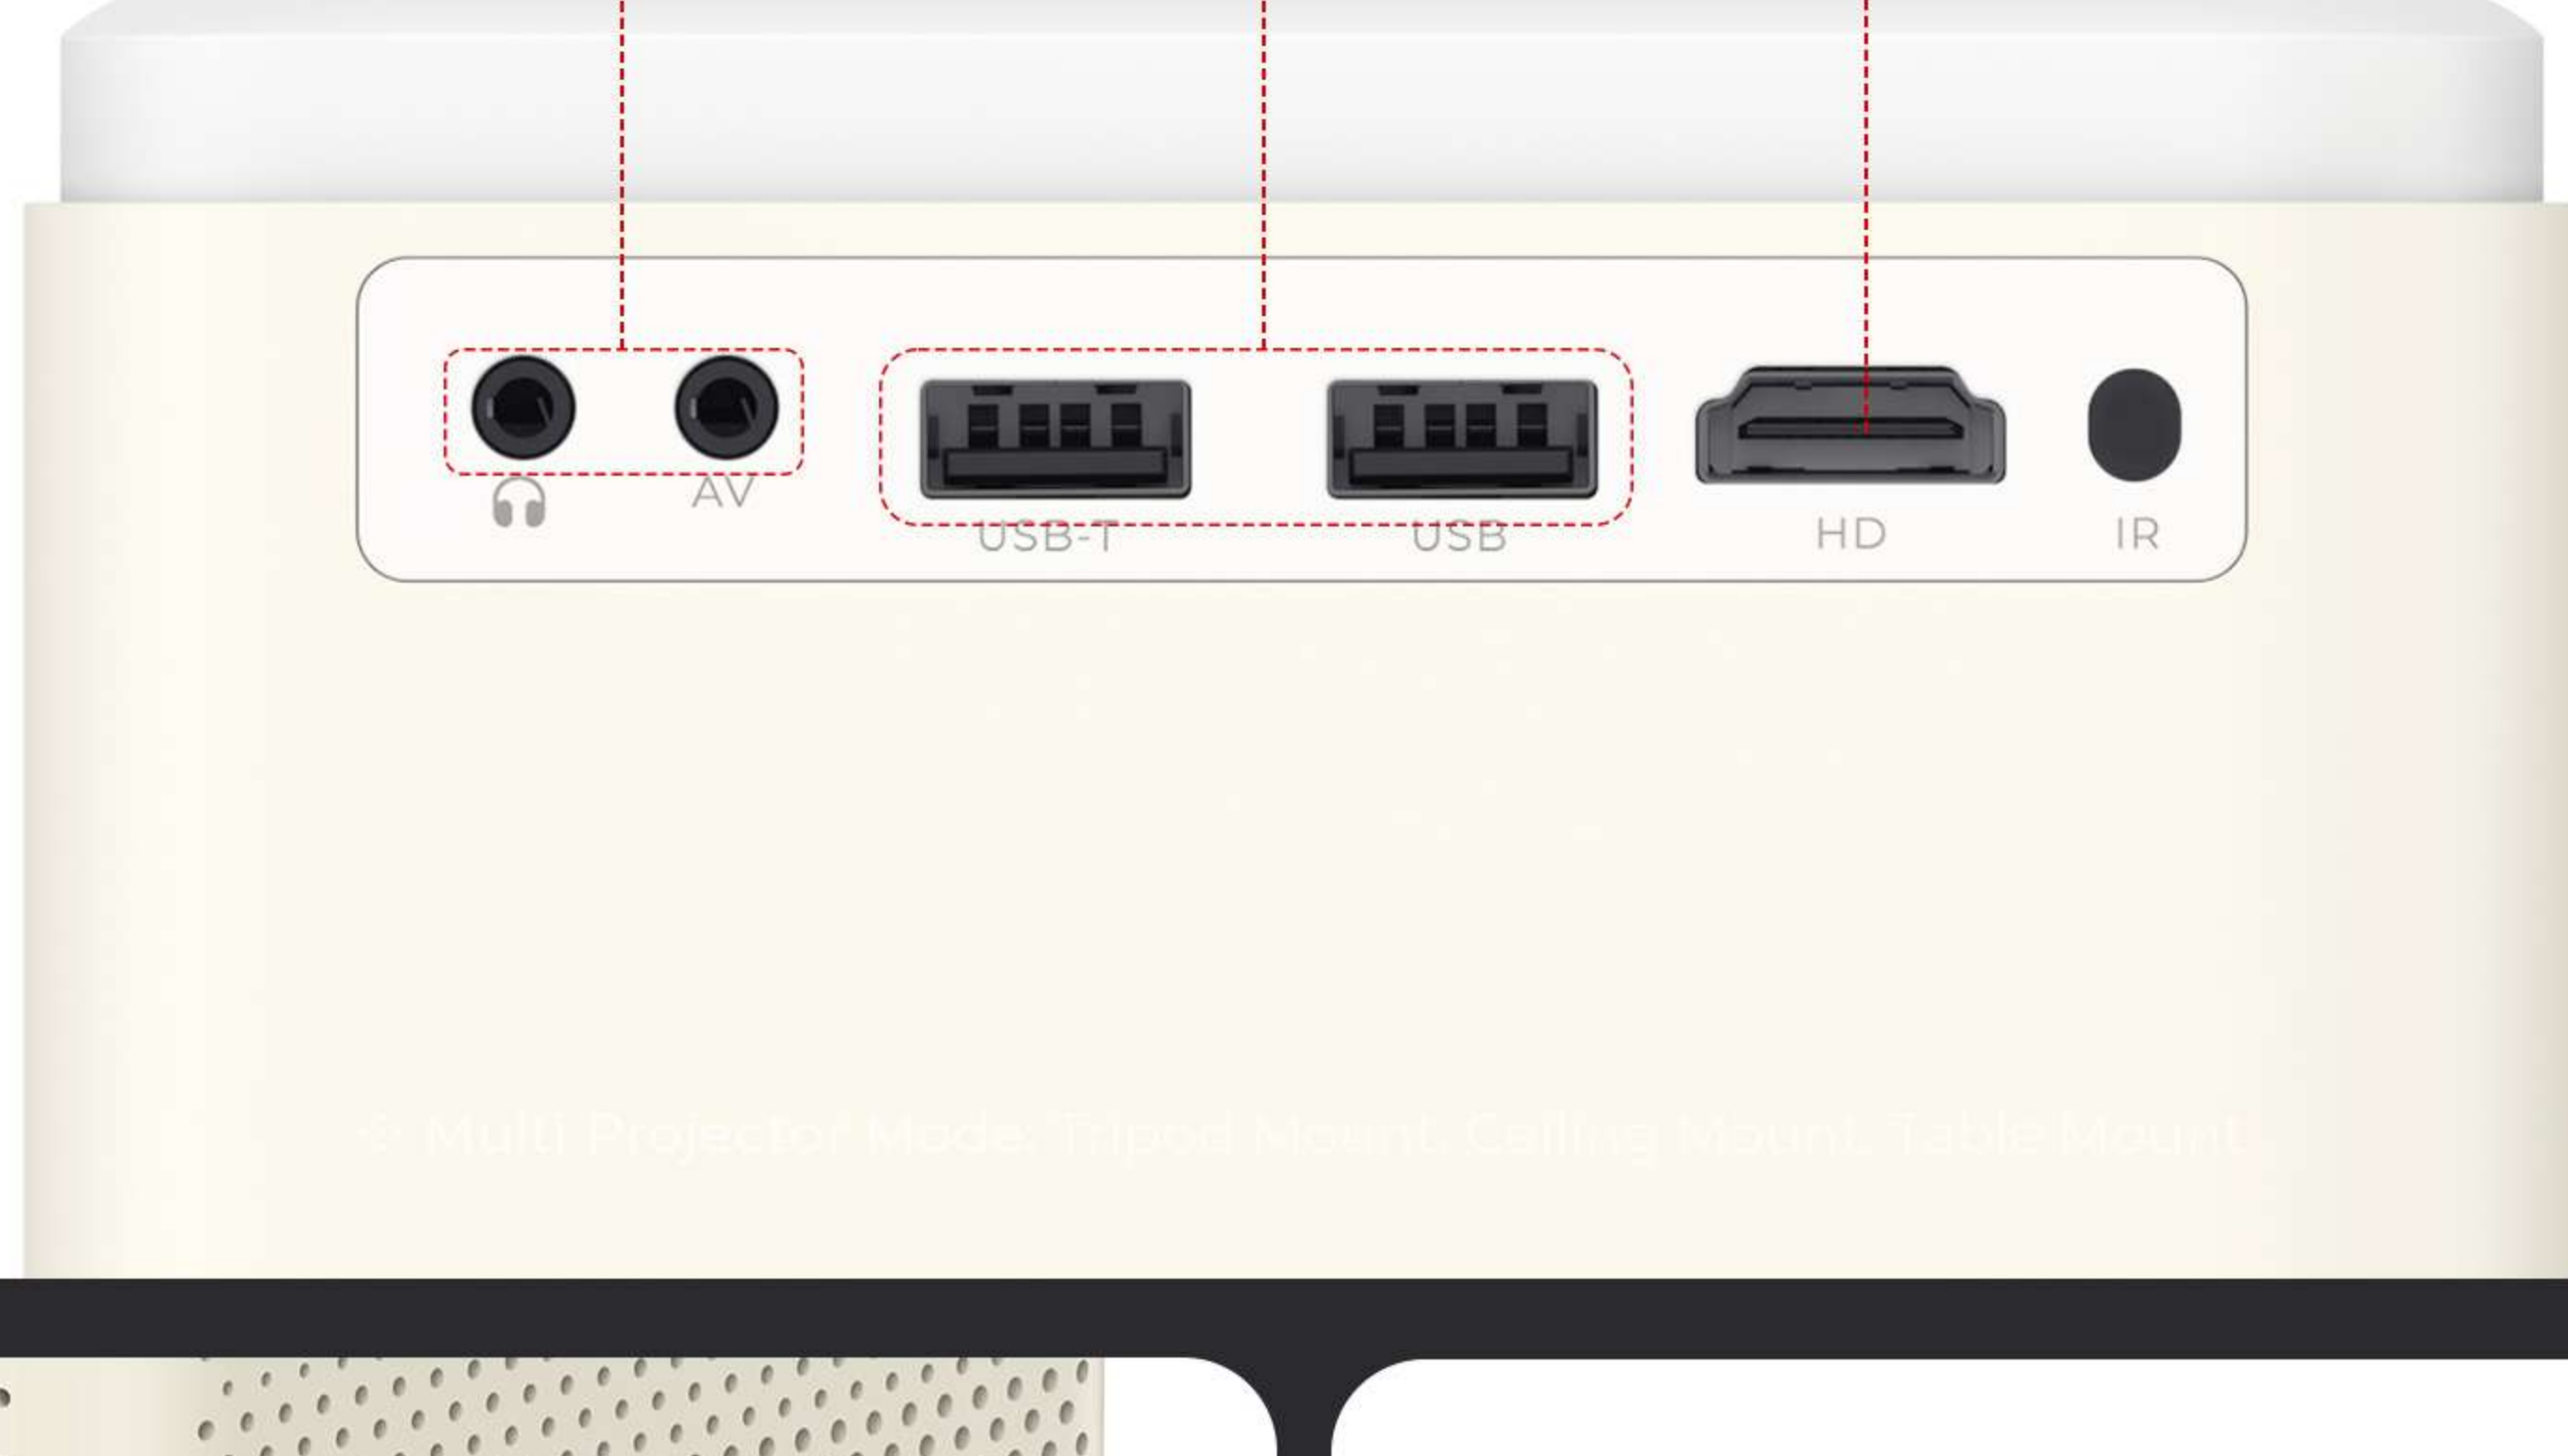 AV
USB-T
USB
HD
IR
※ Multi Projector Mode: Tripod Mount, Ceiling Mount, Table Mount.